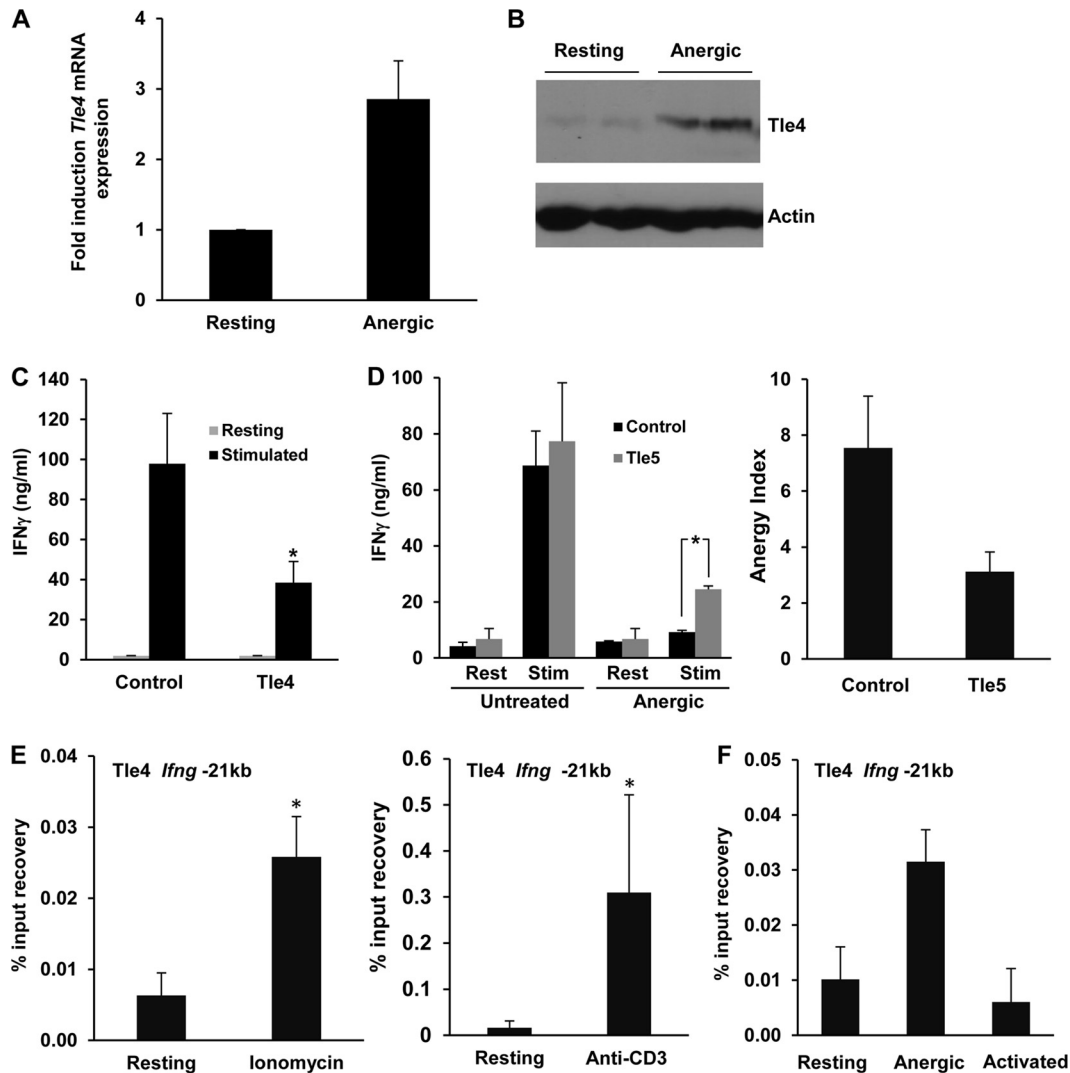 A
Fold induction Tle4 mRNA
expression
4
3
2
1
0
Resting Anergic
B
Resting Anergic
Tle4
Actin
C
IFNγ (ng/ml)
140
120
100
80
60
40
20
0
Resting
Stimulated
*
Control Tle4
D
IFNγ (ng/ml)
100
80
60
40
20
0
Control
Tle5
*
Rest Stim Rest Stim
Untreated Anergic
Anergy Index
10
8
6
4
2
0
Control Tle5
E
Tle4 Ifng -21kb
% input recovery
0.04
0.03
0.02
0.01
0.00
*
Resting Ionomycin
Tle4 Ifng -21kb
% input recovery
0.6
0.5
0.4
0.3
0.2
0.1
0
*
Resting Anti-CD3
F
Tle4 Ifng -21kb
% input recovery
0.05
0.04
0.03
0.02
0.01
0.00
Resting Anergic Activated